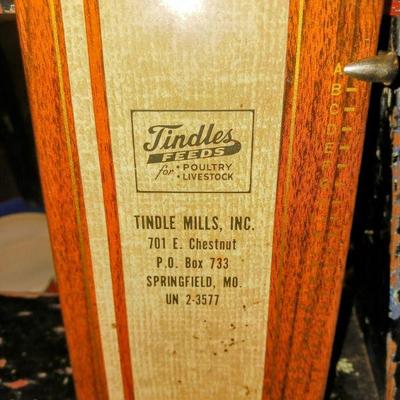 Tindles
FEEDS
for • POULTRY
• LIVESTOCK
TINDLE MILLS, INC.
701 E. Chestnut
P.O. Box 733
SPRINGFIELD, MO.
UN 2-3577
A
B
C
D
E
F